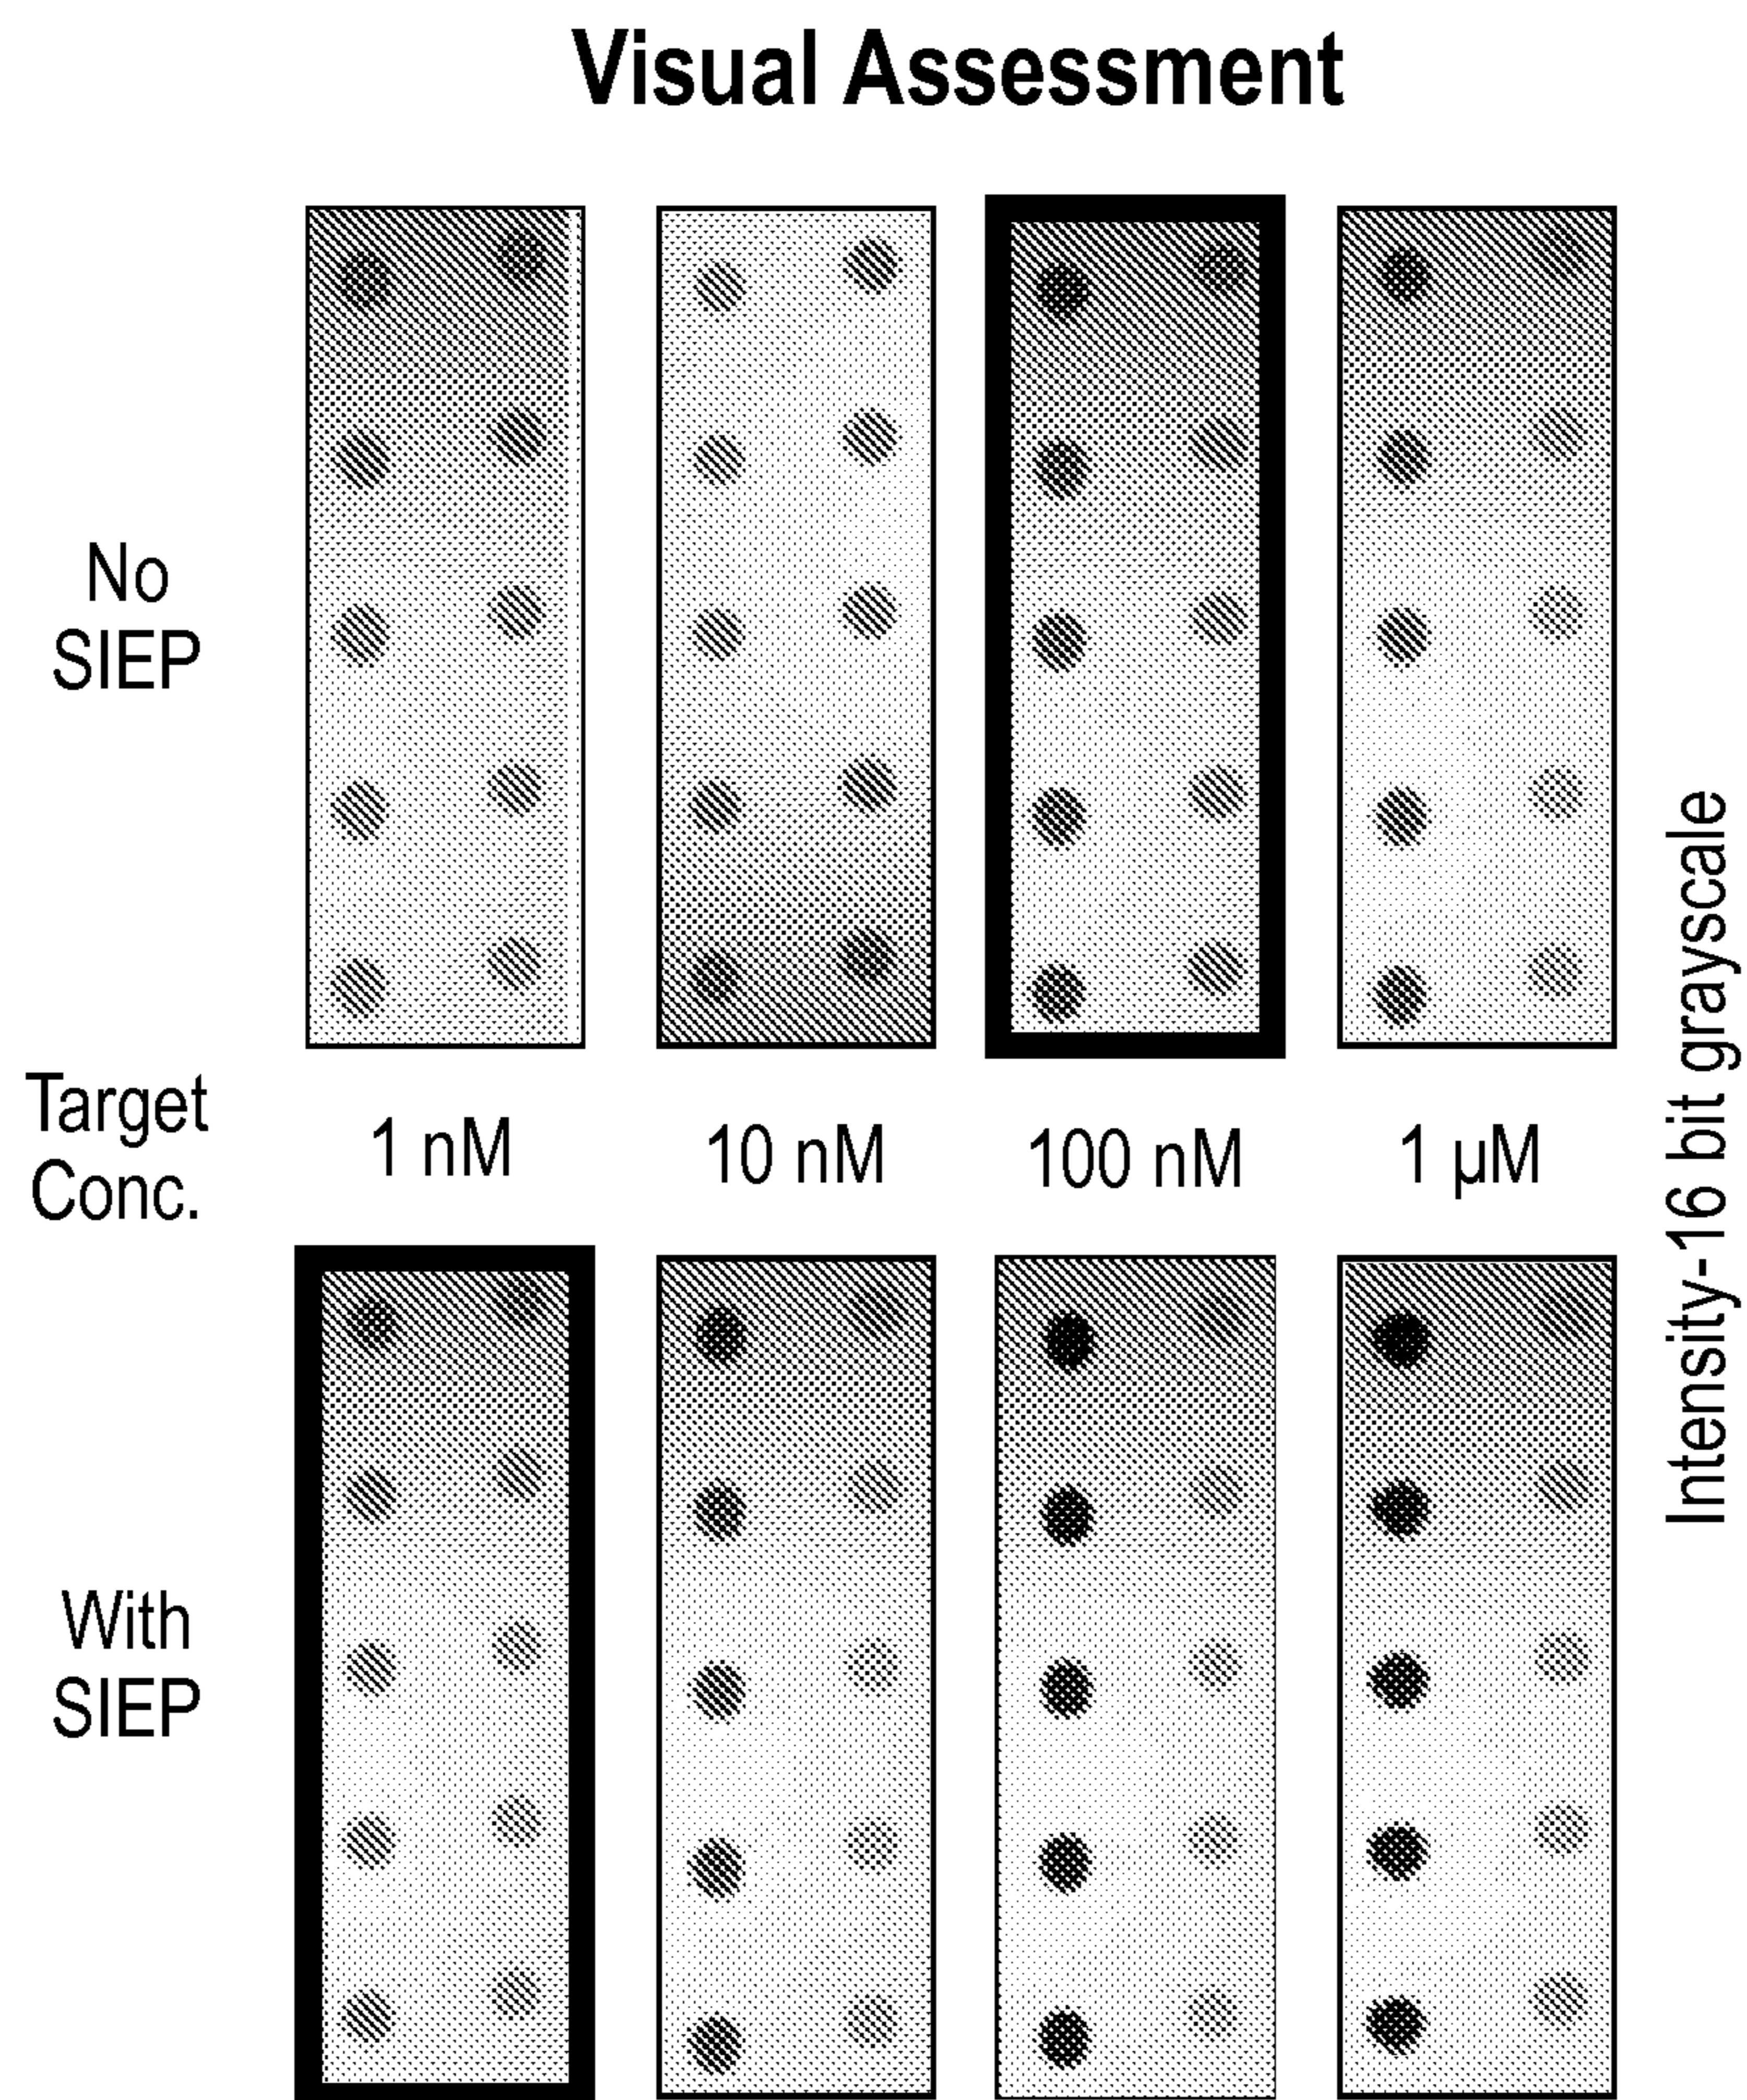 Visual Assessment
No
SIEP
Target
Conc.
1 nM
10 nM
100 nM
1 µM
With
SIEP
Intensity-16 bit grayscale